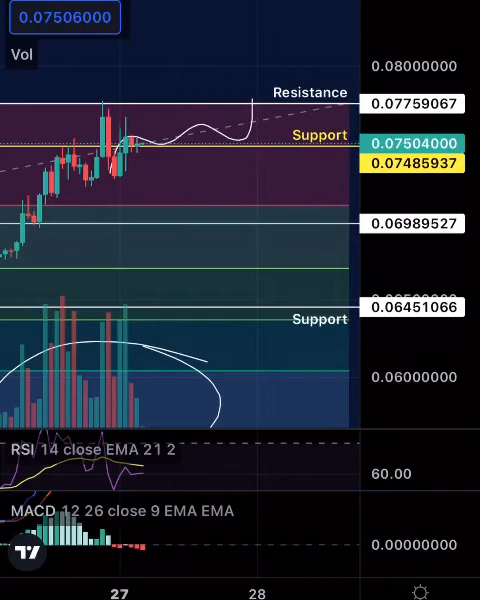 0.07506000
Vol
0.08000000
Resistance
0.07759067
Support
0.07504000
0.07485937
0.06989527
0.06451066
Support
0.06000000
RSI 14 close EMA 21 2
60.00
MACD 12 26 close 9 EMA EMA
0.00000000
27
28